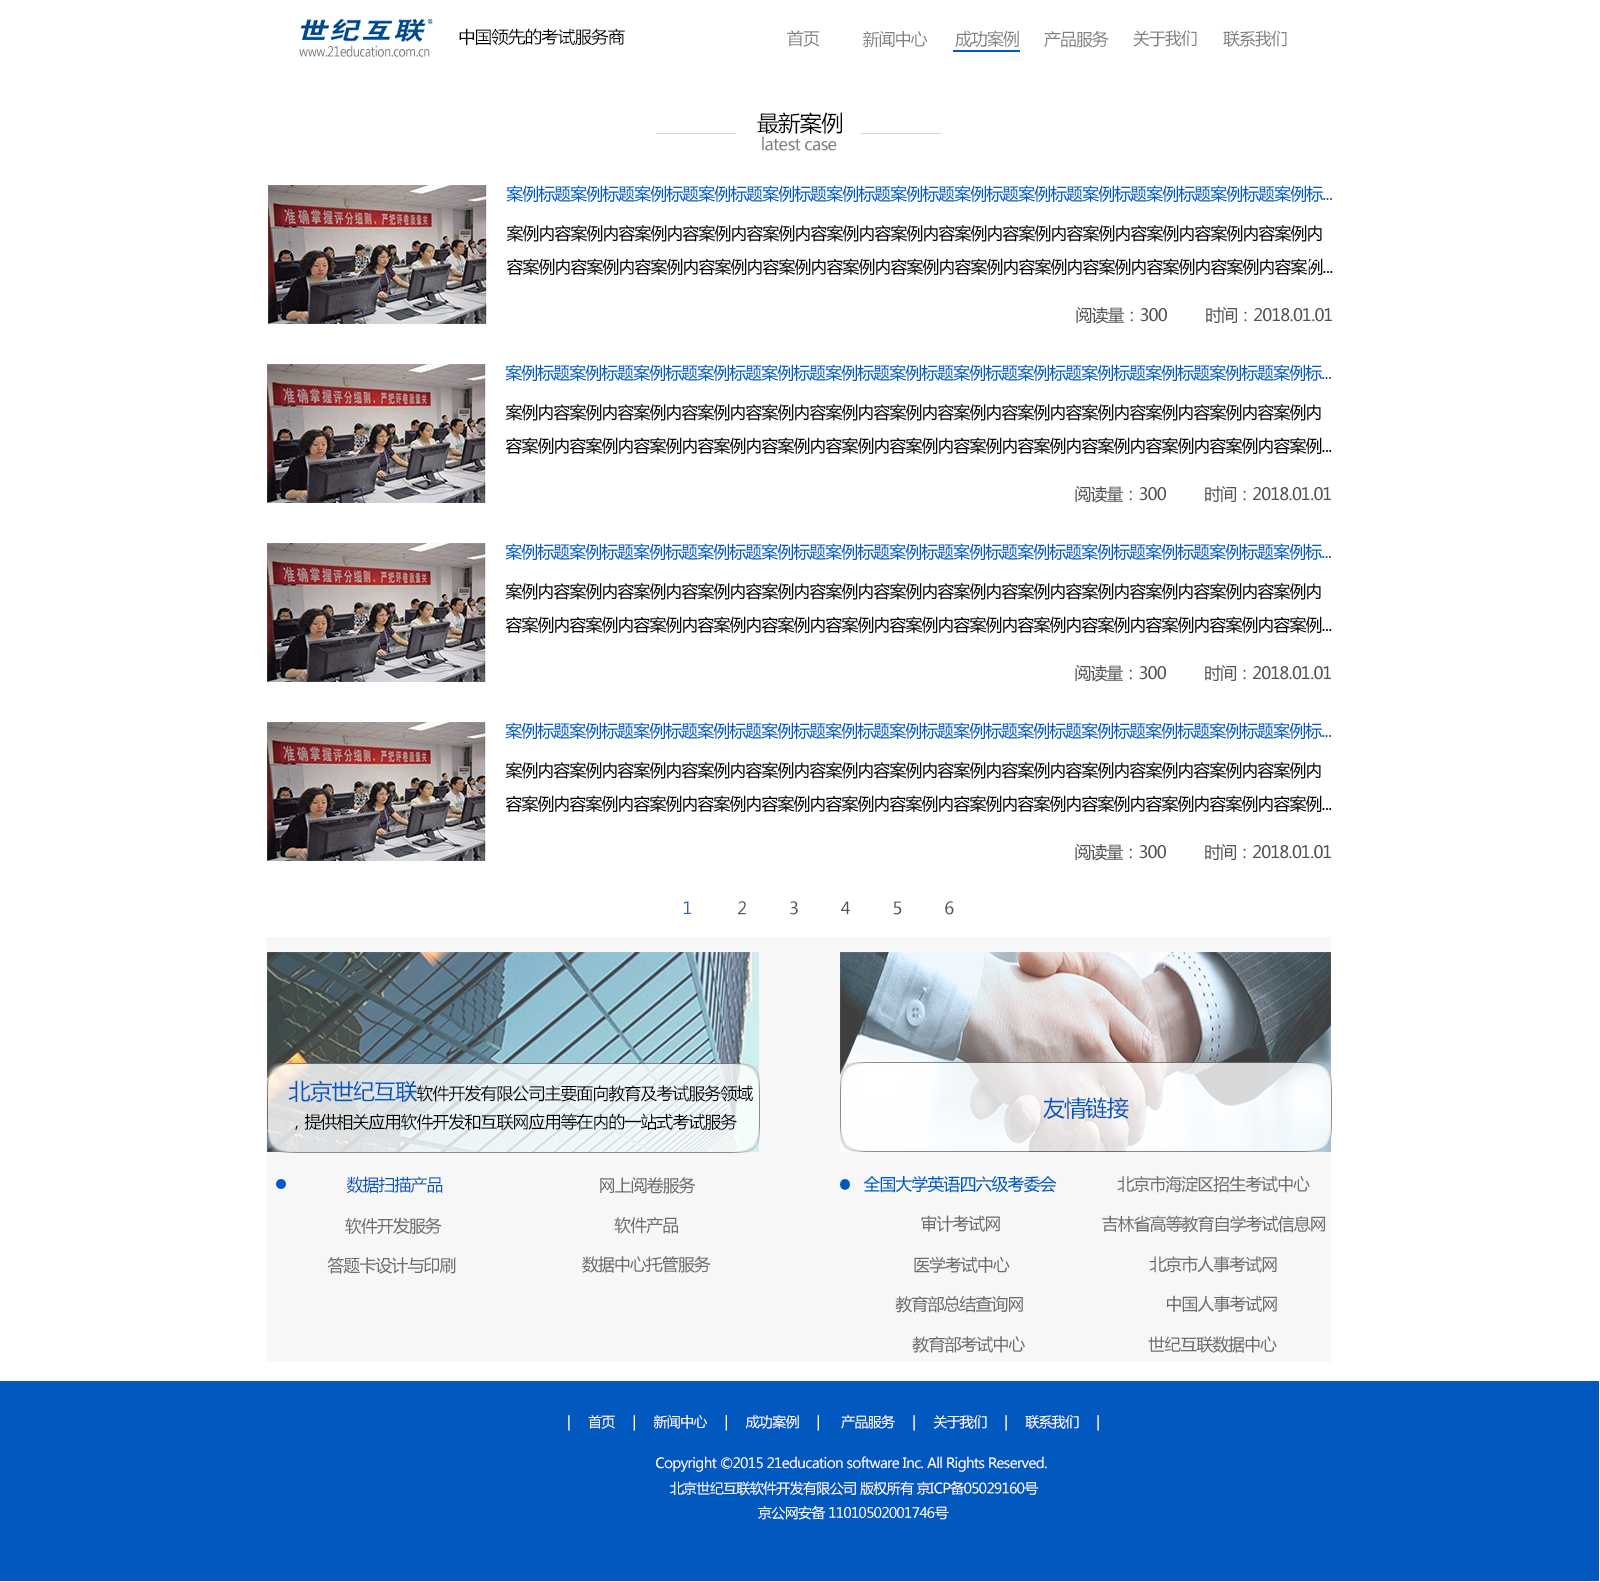 世纪互联®
www.21education.com.cn
中国领先的考试服务商
首页 新闻中心 成功案例 产品服务 关于我们 联系我们
最新案例
latest case
准确掌握评分细则，严把评卷质量关
案例标题案例标题案例标题案例标题案例标题案例标题案例标题案例标题案例标题案例标题案例标题案例标题案例标...
案例内容案例内容案例内容案例内容案例内容案例内容案例内容案例内容案例内容案例内容案例内容案例内容案例内
容案例内容案例内容案例内容案例内容案例内容案例内容案例内容案例内容案例内容案例内容案例内容案例内容案例...
阅读量：300 时间：2018.01.01
准确掌握评分细则，严把评卷质量关
案例标题案例标题案例标题案例标题案例标题案例标题案例标题案例标题案例标题案例标题案例标题案例标题案例标...
案例内容案例内容案例内容案例内容案例内容案例内容案例内容案例内容案例内容案例内容案例内容案例内容案例内
容案例内容案例内容案例内容案例内容案例内容案例内容案例内容案例内容案例内容案例内容案例内容案例内容案例...
阅读量：300 时间：2018.01.01
准确掌握评分细则，严把评卷质量关
案例标题案例标题案例标题案例标题案例标题案例标题案例标题案例标题案例标题案例标题案例标题案例标题案例标...
案例内容案例内容案例内容案例内容案例内容案例内容案例内容案例内容案例内容案例内容案例内容案例内容案例内
容案例内容案例内容案例内容案例内容案例内容案例内容案例内容案例内容案例内容案例内容案例内容案例内容案例...
阅读量：300 时间：2018.01.01
准确掌握评分细则，严把评卷质量关
案例标题案例标题案例标题案例标题案例标题案例标题案例标题案例标题案例标题案例标题案例标题案例标题案例标...
案例内容案例内容案例内容案例内容案例内容案例内容案例内容案例内容案例内容案例内容案例内容案例内容案例内
容案例内容案例内容案例内容案例内容案例内容案例内容案例内容案例内容案例内容案例内容案例内容案例内容案例...
阅读量：300 时间：2018.01.01
1 2 3 4 5 6
北京世纪互联软件开发有限公司主要面向教育及考试服务领域
，提供相关应用软件开发和互联网应用等在内的一站式考试服务
数据扫描产品 网上阅卷服务
软件开发服务 软件产品
答题卡设计与印刷 数据中心托管服务
友情链接
全国大学英语四六级考委会 北京市海淀区招生考试中心
审计考试网 吉林省高等教育自学考试信息网
医学考试中心 北京市人事考试网
教育部总结查询网 中国人事考试网
教育部考试中心 世纪互联数据中心
| 首页 | 新闻中心 | 成功案例 | 产品服务 | 关于我们 | 联系我们 |
Copyright ©2015 21education software Inc. All Rights Reserved.
北京世纪互联软件开发有限公司 版权所有 京ICP备05029160号
京公网安备 11010502001746号